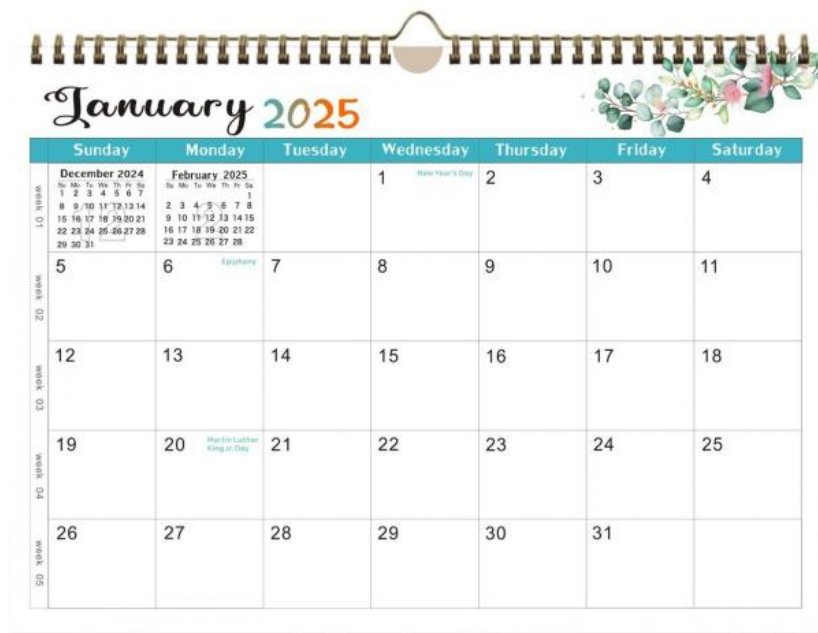 January 2025
Sunday Monday Tuesday Wednesday Thursday Friday Saturday
week 01
December 2024
Su Mo Tu We Th Fr Sa
1 2 3 4 5 6 7
8 9 10 11 12 13 14
15 16 17 18 19 20 21
22 23 24 25 26 27 28
29 30 31
12
February 2025
Su Mo Tu We Th Fr Sa
1
2 3 4 5 6 7 8
9 10 11 12 13 14 15
16 17 18 19 20 21 22
23 24 25 26 27 28
2
1 New Year's Day
2
3
4
week 02
5
6 Epiphany
7
8
9
10
11
week 03
12
13
14
15
16
17
18
week 04
19
20 Martin Luther
King Jr. Day
21
22
23
24
25
week 05
26
27
28
29
30
31